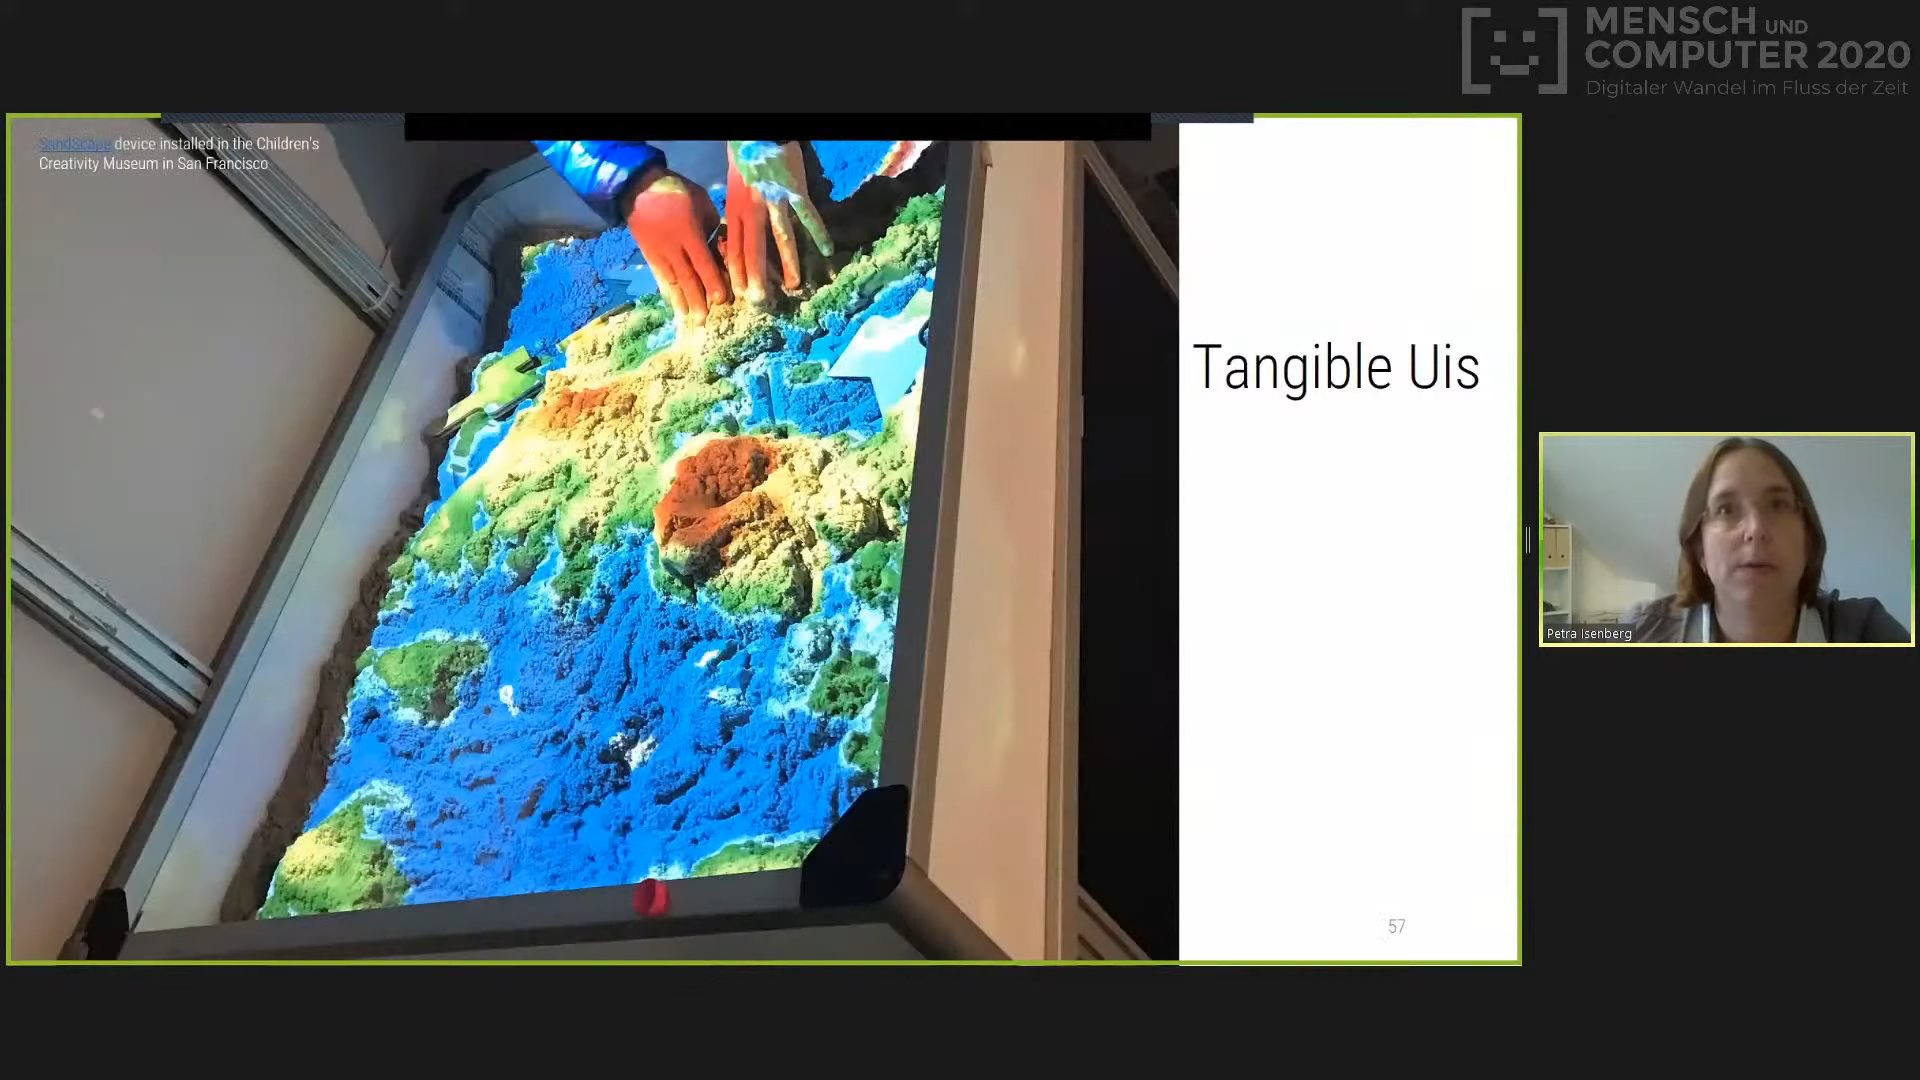 MENSCH UND
COMPUTER 2020
Digitaler Wandel im Fluss der Zeit
SandScape device installed in the Children's
Creativity Museum in San Francisco
Tangible Uis
Petra Isenberg
57